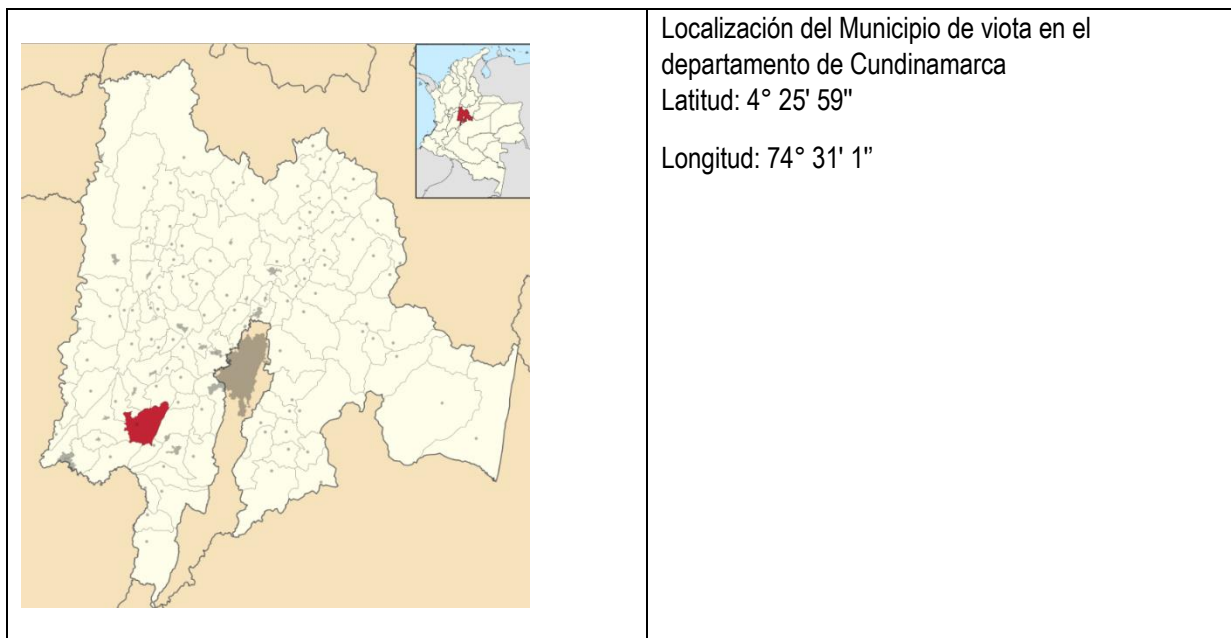 Localización del Municipio de viota en el
departamento de Cundinamarca
Latitud: 4° 25' 59"
Longitud: 74° 31' 1"